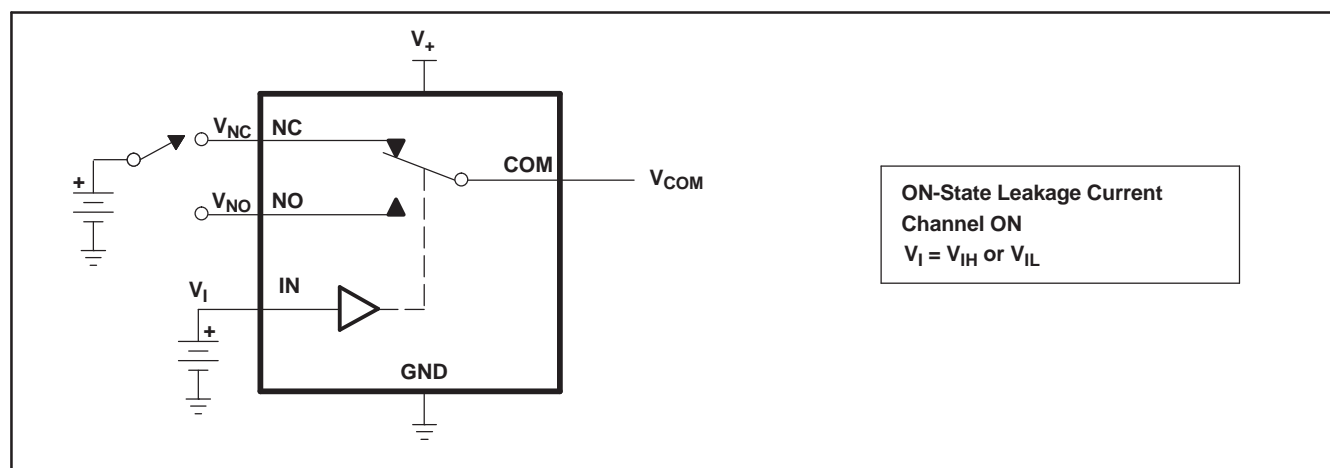 V+
VNC NC
COM
VCOM
+
VNO NO
VI IN
+
GND
ON-State Leakage Current
Channel ON
VI = VIH or VIL